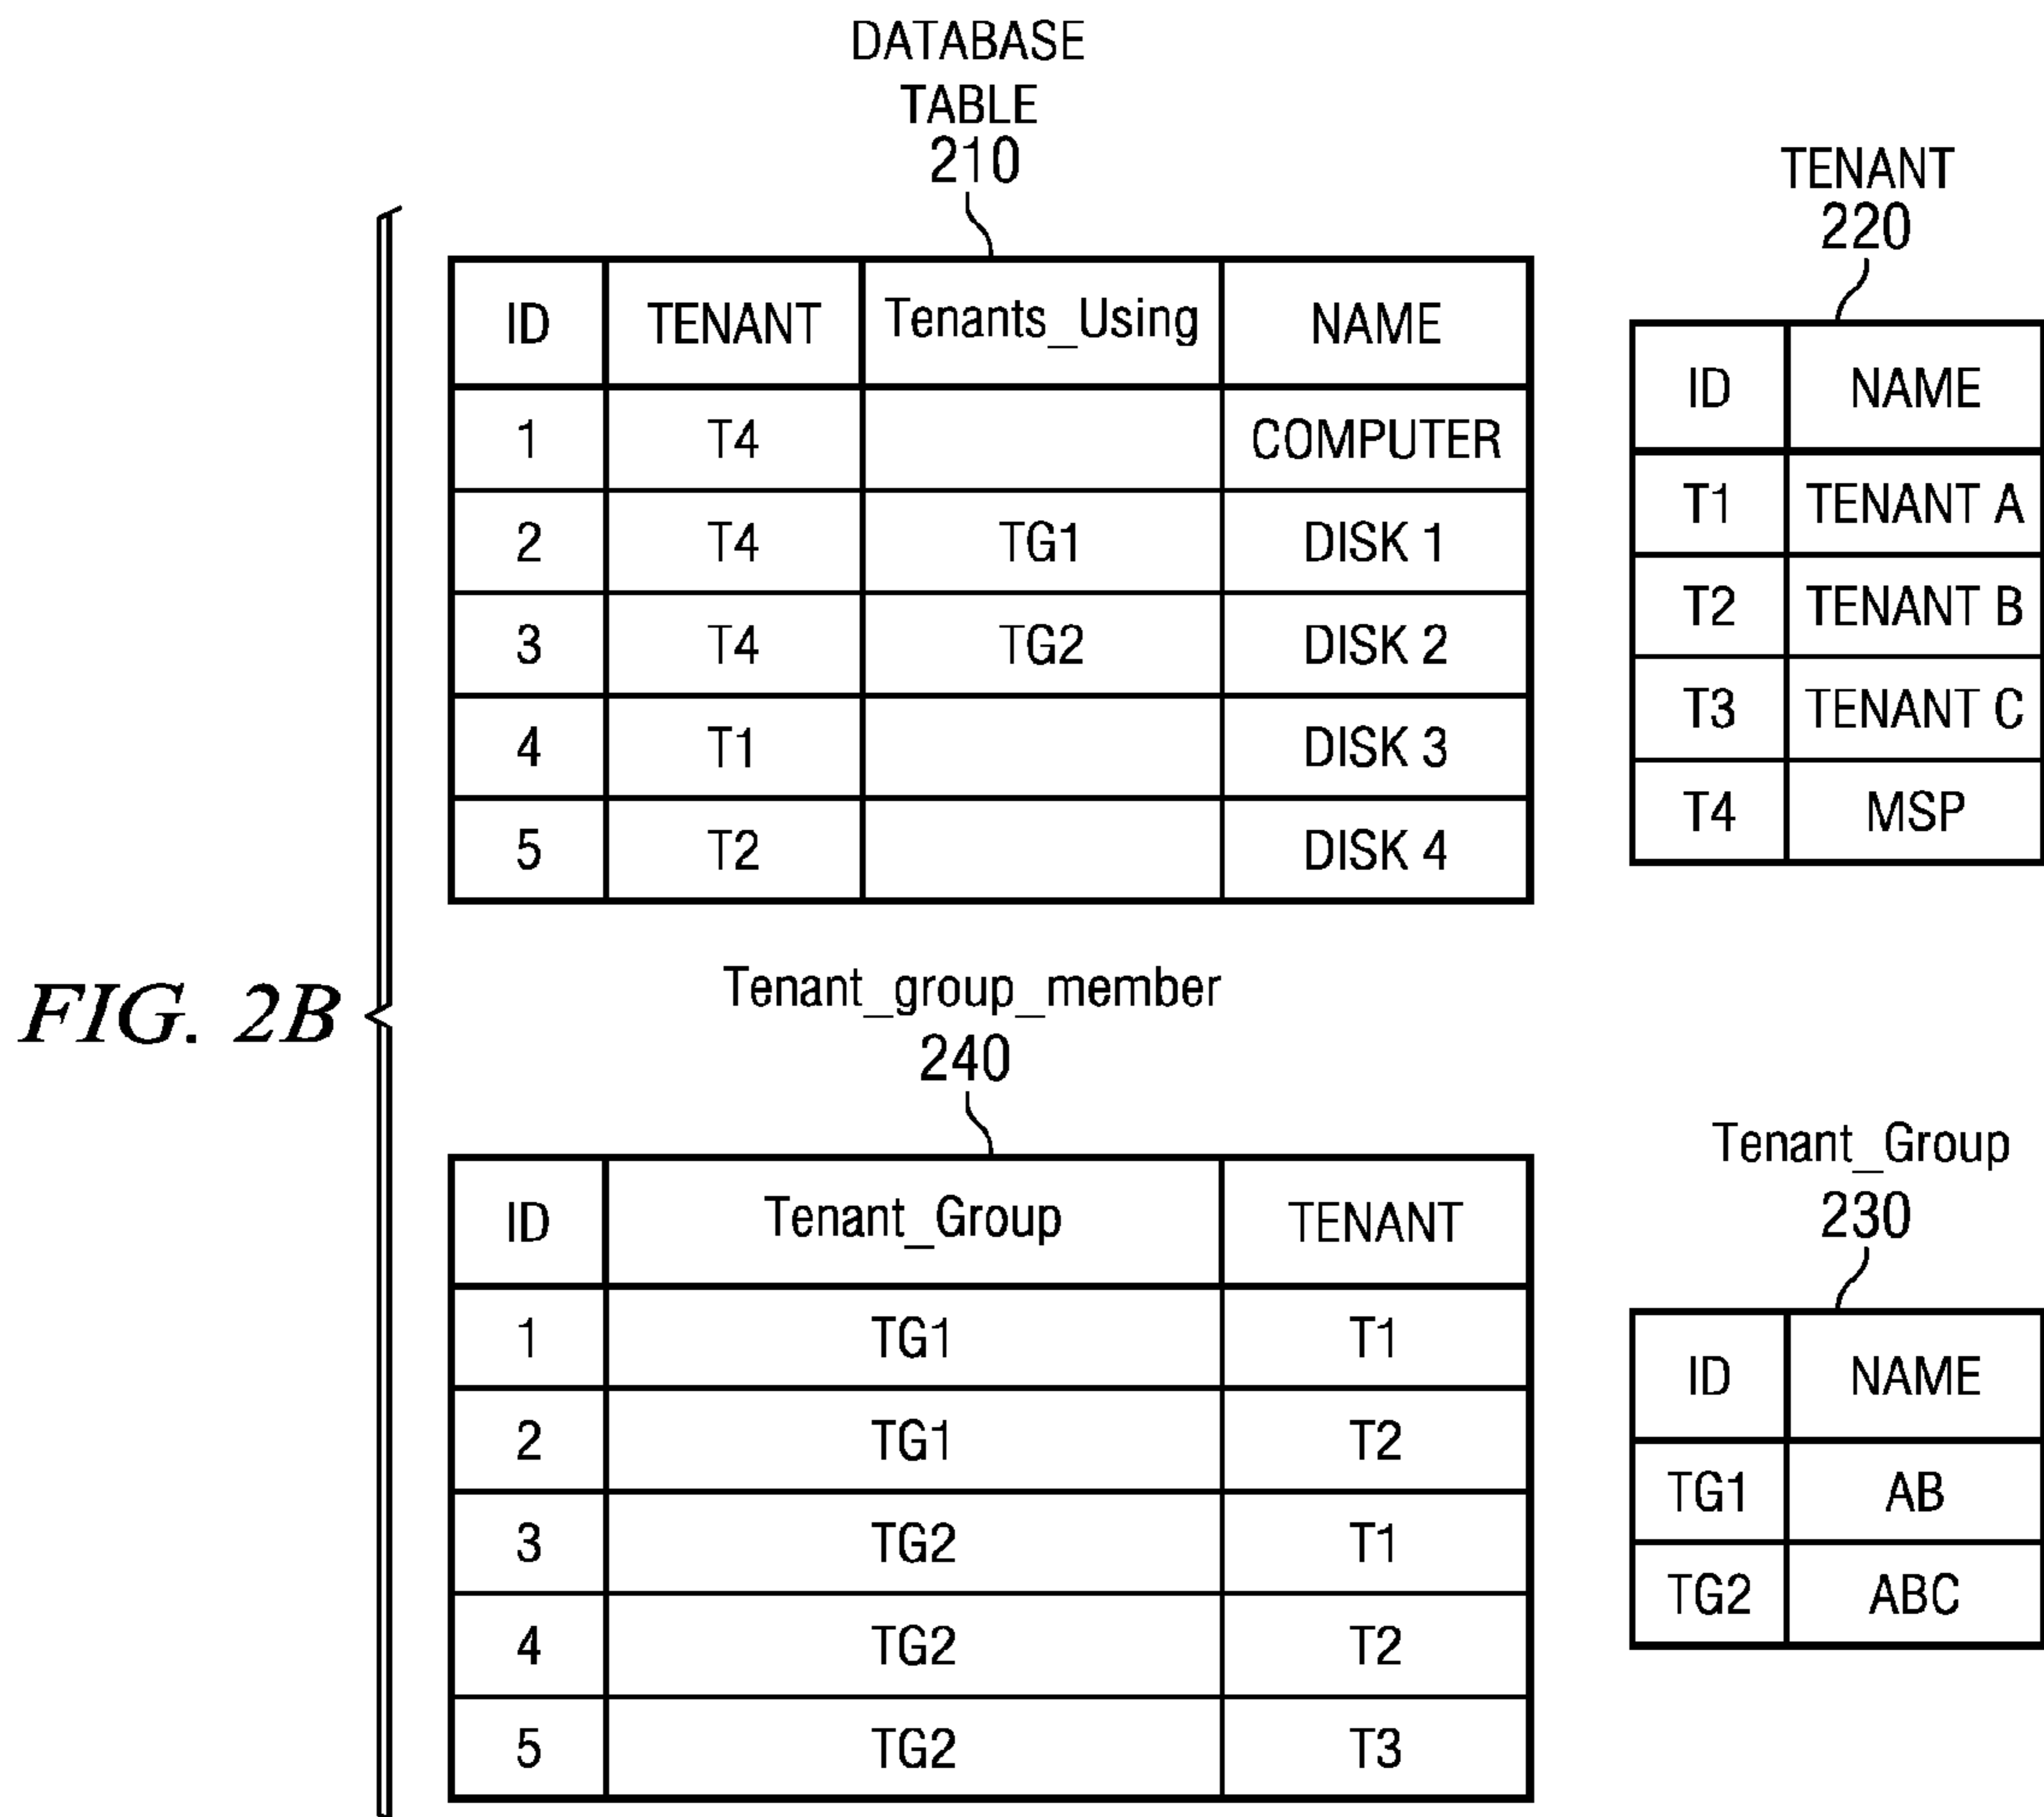 DATABASE
TABLE
210
ID TENANT Tenants_Using NAME
1 T4 COMPUTER
2 T4 TG1 DISK 1
3 T4 TG2 DISK 2
4 T1 DISK 3
5 T2 DISK 4
TENANT
220
ID NAME
T1 TENANT A
T2 TENANT B
T3 TENANT C
T4 MSP
FIG. 2B
Tenant_group_member
240
ID Tenant_Group TENANT
1 TG1 T1
2 TG1 T2
3 TG2 T1
4 TG2 T2
5 TG2 T3
Tenant_Group
230
ID NAME
TG1 AB
TG2 ABC